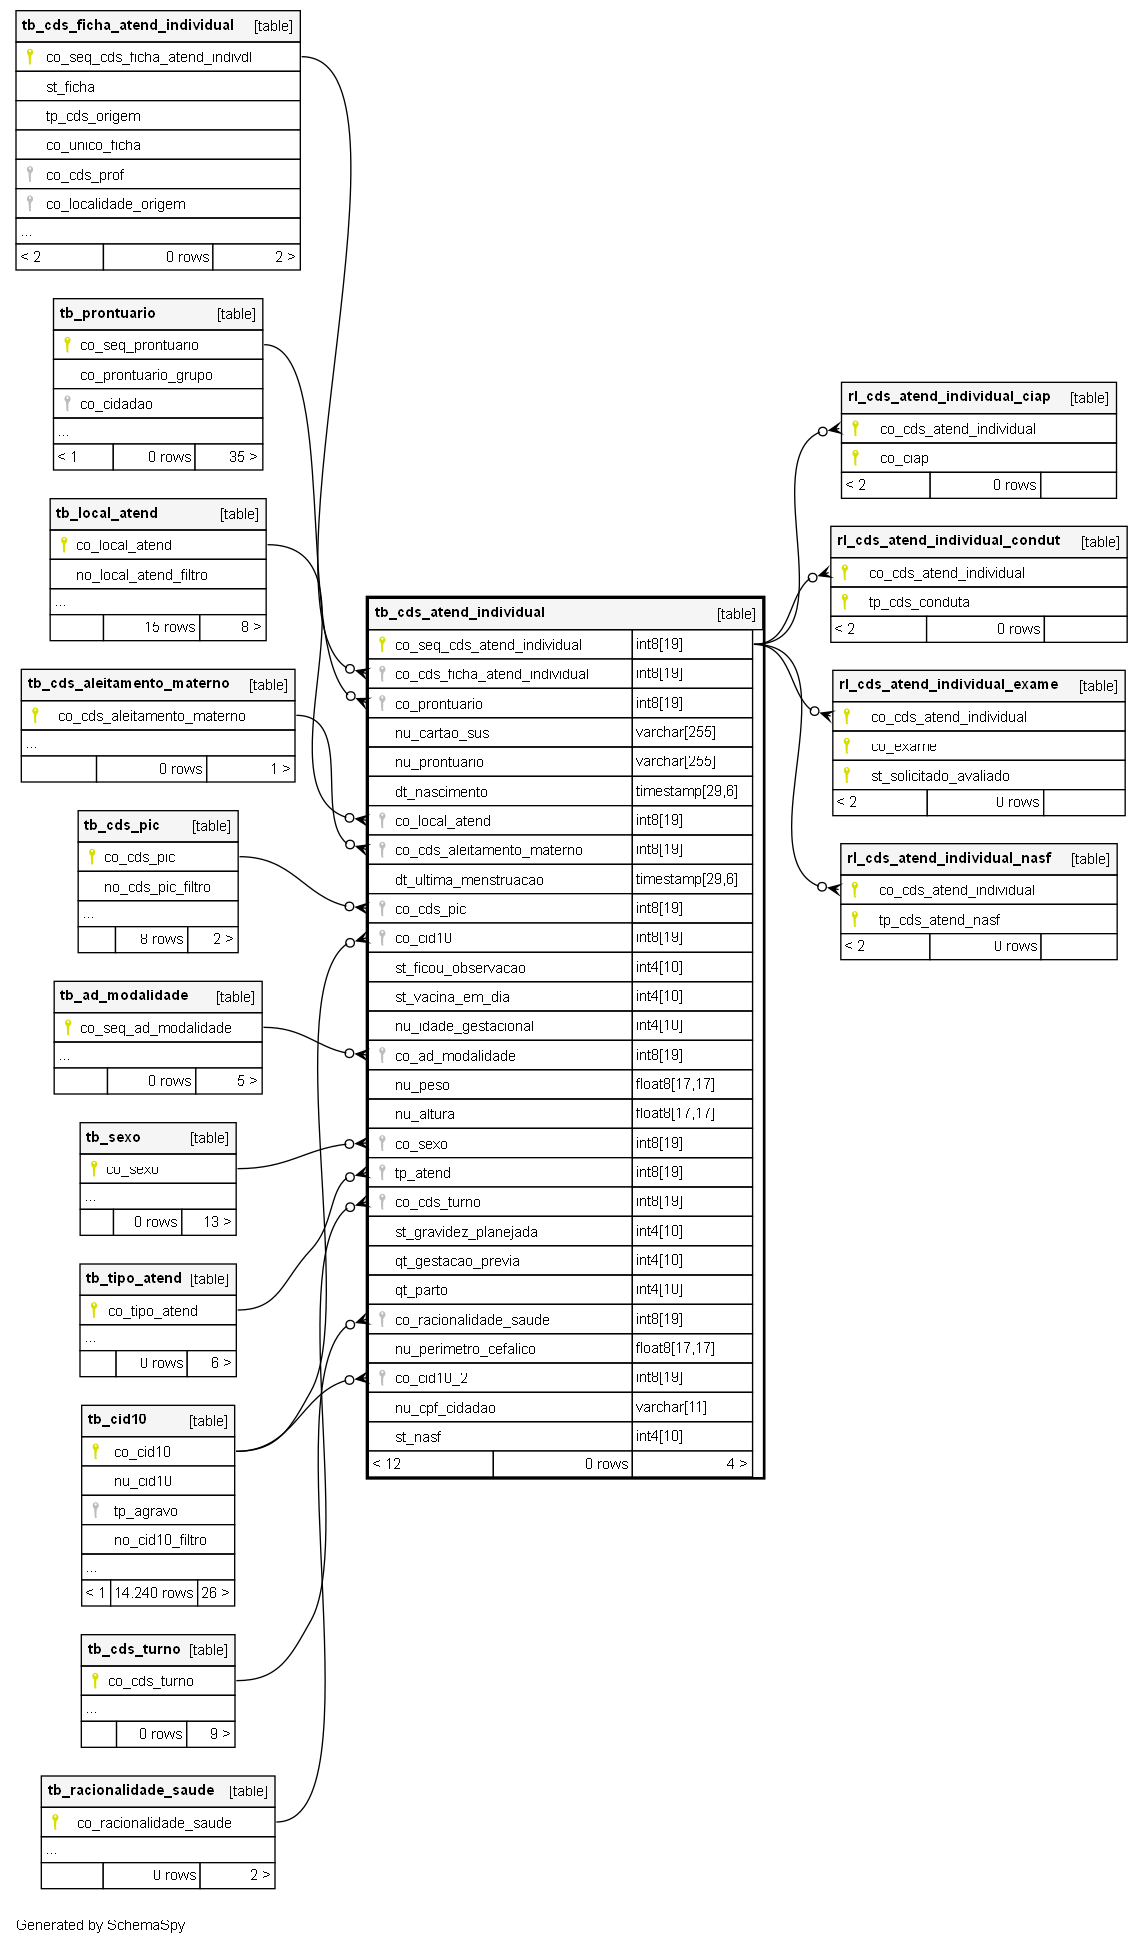 tb_cds_ficha_atend_individual [table]
co_seq_cds_ficha_atend_individl
st_ficha
tp_cds_origem
co_unico_ficha
co_cds_prof
co_localidade_origem
...
< 2 0 rows 2 >
tb_prontuario [table]
co_seq_prontuario
co_prontuario_grupo
co_cidadao
...
< 1 0 rows 35 >
tb_local_atend [table]
co_local_atend
no_local_atend_filtro
...
15 rows 8 >
tb_cds_aleitamento_materno [table]
co_cds_aleitamento_materno
...
0 rows 1 >
tb_cds_pic [table]
co_cds_pic
no_cds_pic_filtro
...
8 rows 2 >
tb_ad_modalidade [table]
co_seq_ad_modalidade
...
0 rows 5 >
tb_sexo [table]
co_sexo
...
0 rows 13 >
tb_tipo_atend [table]
co_tipo_atend
...
0 rows 6 >
tb_cid10 [table]
co_cid10
nu_cid10
tp_agravo
no_cid10_filtro
...
< 1 14.240 rows 26 >
tb_cds_turno [table]
co_cds_turno
...
0 rows 9 >
tb_racionalidade_saude [table]
co_racionalidade_saude
...
0 rows 2 >
tb_cds_atend_individual [table]
co_seq_cds_atend_individual int8[19]
co_cds_ficha_atend_individual int8[19]
co_prontuario int8[19]
nu_cartao_sus varchar[255]
nu_prontuario varchar[255]
dt_nascimento timestamp[29,6]
co_local_atend int8[19]
co_cds_aleitamento_materno int8[19]
dt_ultima_menstruacao timestamp[29,6]
co_cds_pic int8[19]
co_cid10 int8[19]
st_ficou_observacao int4[10]
st_vacina_em_dia int4[10]
nu_idade_gestacional int4[10]
co_ad_modalidade int8[19]
nu_peso float8[17,17]
nu_altura float8[17,17]
co_sexo int8[19]
tp_atend int8[19]
co_cds_turno int8[19]
st_gravidez_planejada int4[10]
qt_gestacao_previa int4[10]
qt_parto int4[10]
co_racionalidade_saude int8[19]
nu_perimetro_cefalico float8[17,17]
co_cid10_2 int8[19]
nu_cpf_cidadao varchar[11]
st_nasf int4[10]
< 12 0 rows 4 >
rl_cds_atend_individual_ciap [table]
co_cds_atend_individual
co_ciap
< 2 0 rows
rl_cds_atend_individual_condut [table]
co_cds_atend_individual
tp_cds_conduta
< 2 0 rows
rl_cds_atend_individual_exame [table]
co_cds_atend_individual
co_exame
st_solicitado_avaliado
< 2 0 rows
rl_cds_atend_individual_nasf [table]
co_cds_atend_individual
tp_cds_atend_nasf
< 2 0 rows
Generated by SchemaSpy